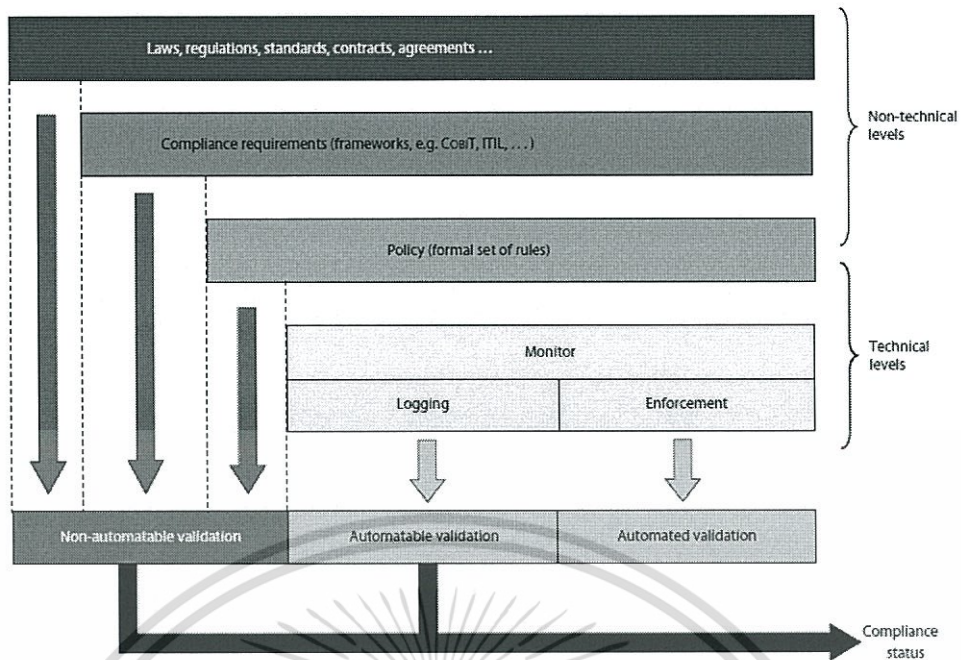 Laws, regulations, standards, contracts, agreements ...
Non-technical
levels
Compliance requirements (frameworks, e.g. COBIT, ITIL, ...)
Policy (formal set of rules)
Monitor
Technical
levels
Logging
Enforcement
Non-automatable validation
Automatable validation
Automated validation
Compliance
status